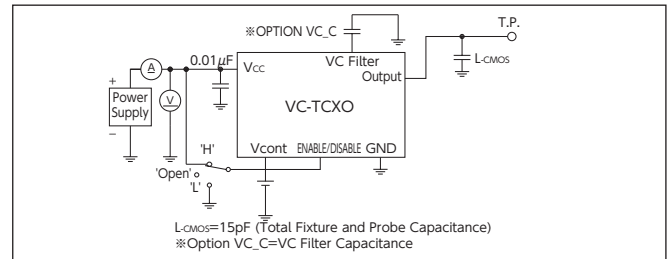 T.P.
※OPTION VC_C
A
0.01μF
VCC
VC Filter
Output
L-CMOS
+
Power
Supply
−
V
VC-TCXO
'H'
Vcont
ENABLE/DISABLE
GND
'Open'
'L'
L-CMOS=15pF (Total Fixture and Probe Capacitance)
※Option VC_C=VC Filter Capacitance